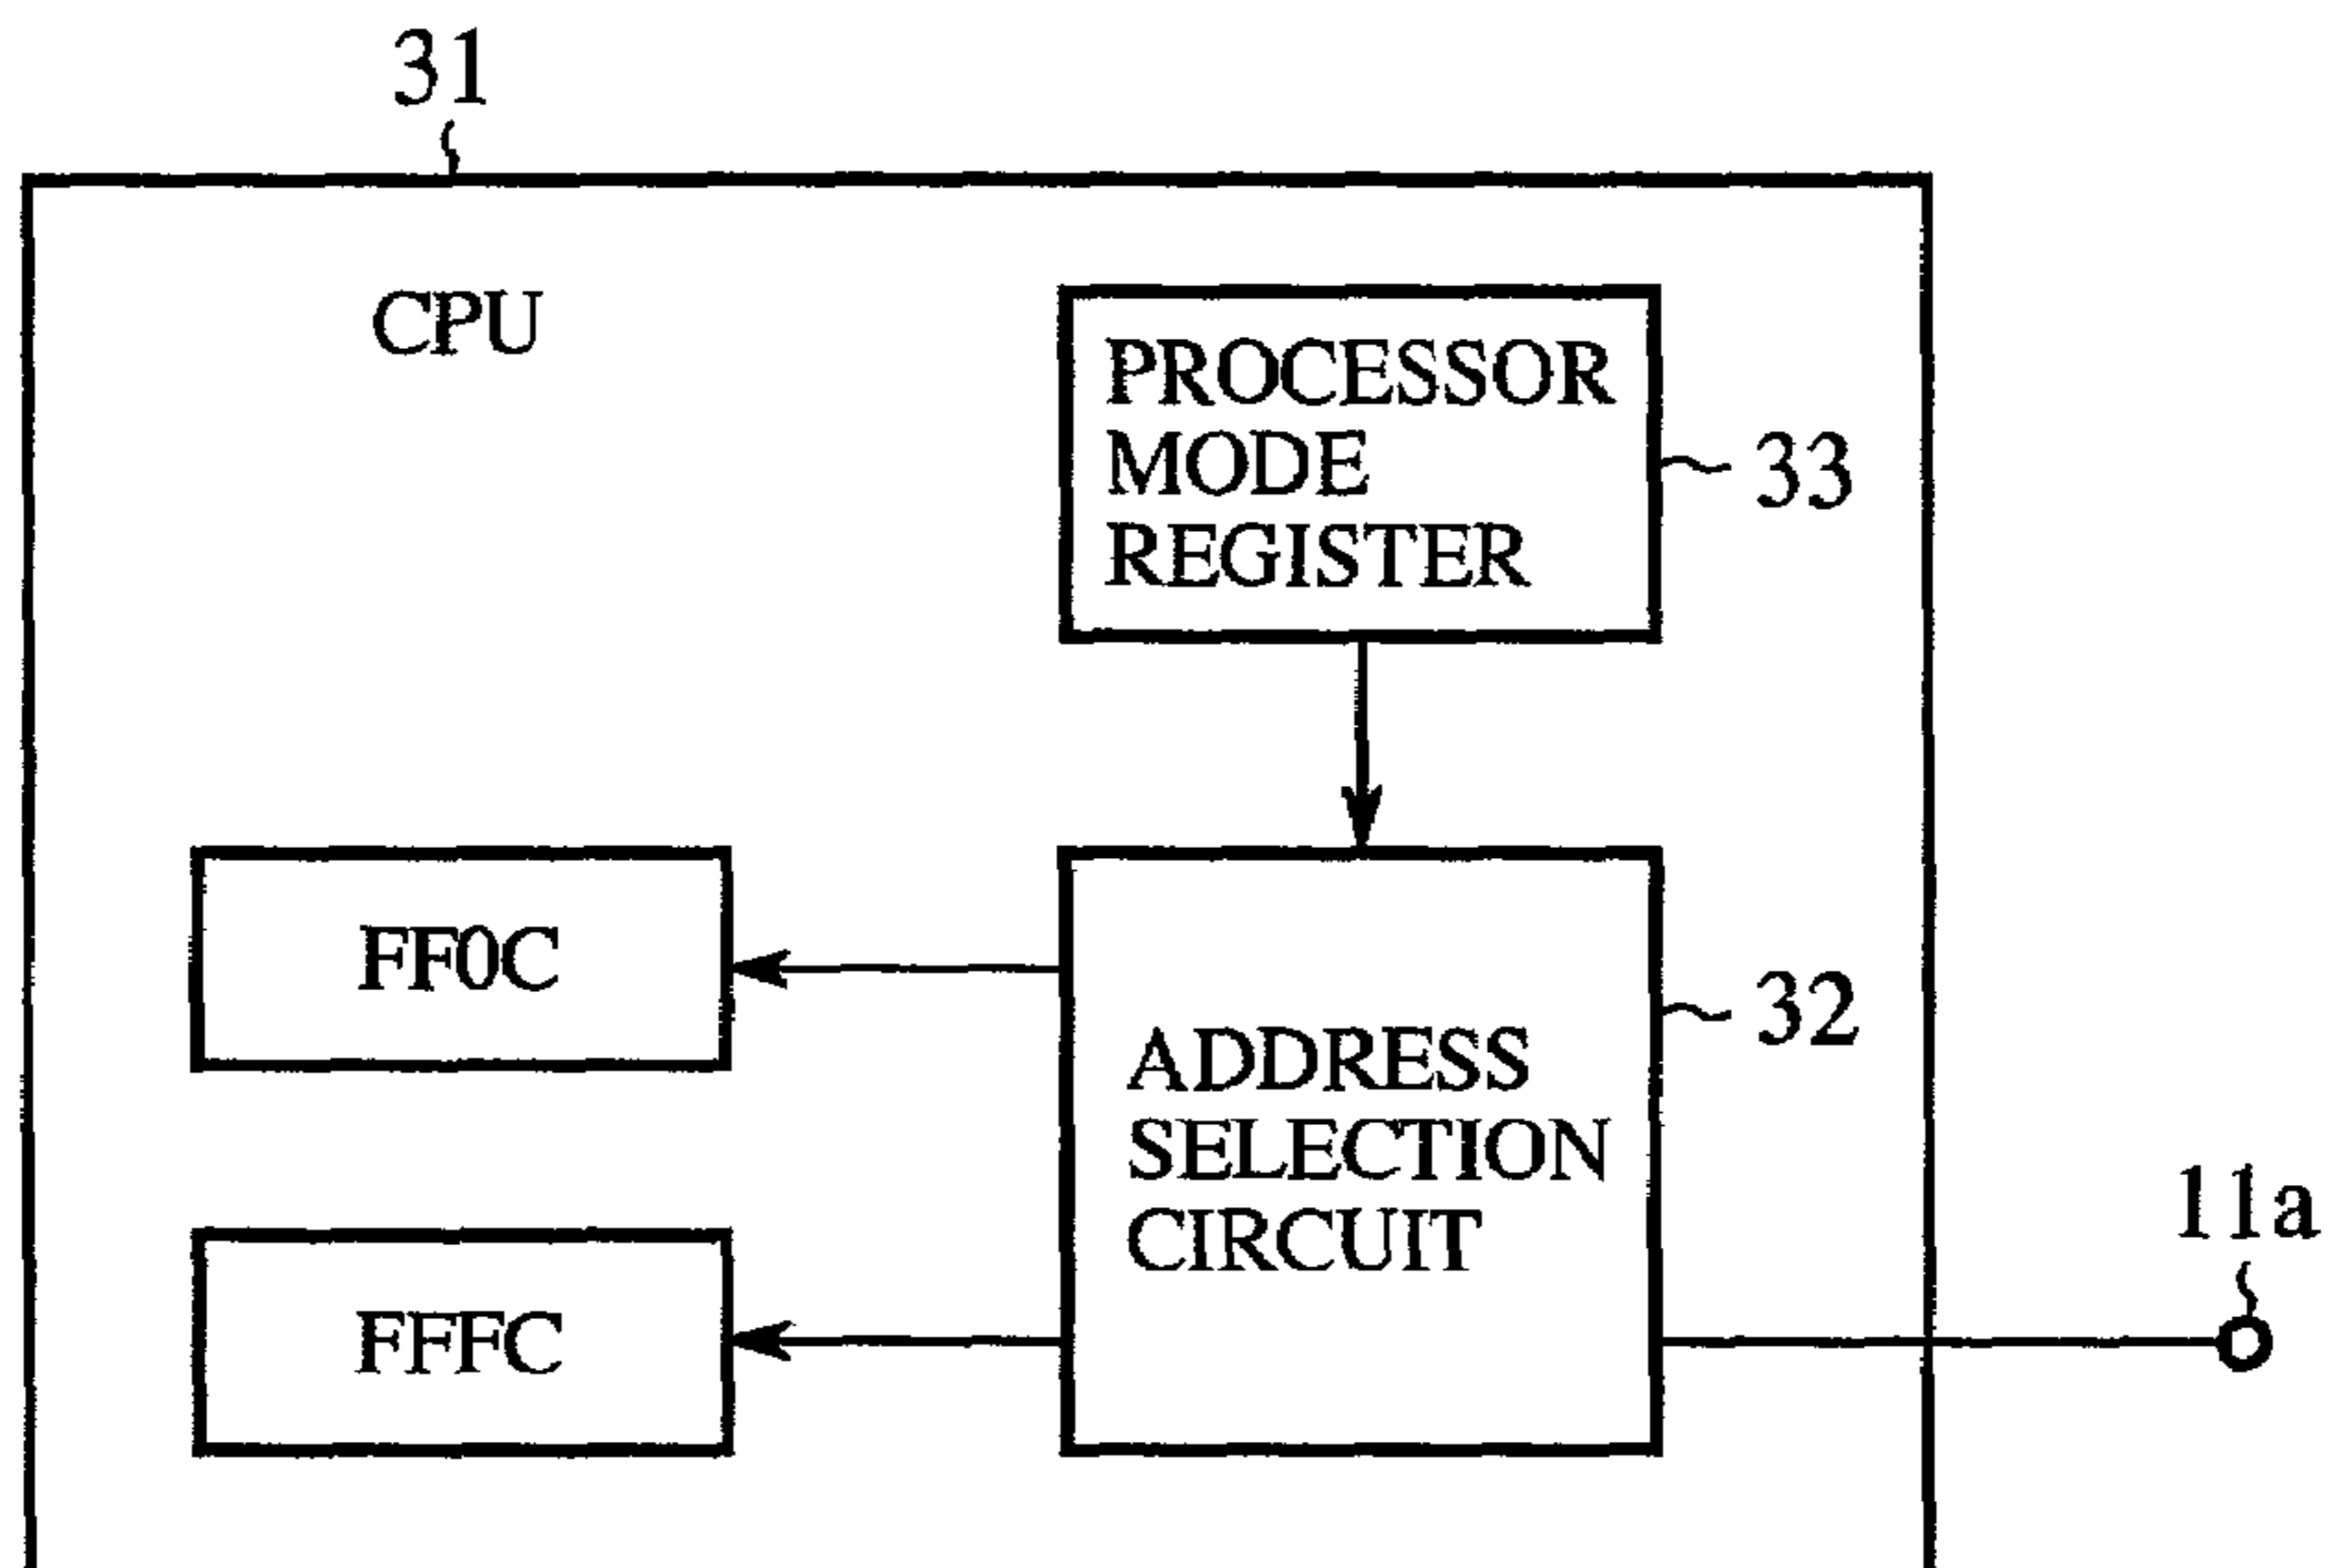 31
CPU
PROCESSOR
MODE
REGISTER
33
FF0C
ADDRESS
SELECTION
CIRCUIT
32
FFFC
11a